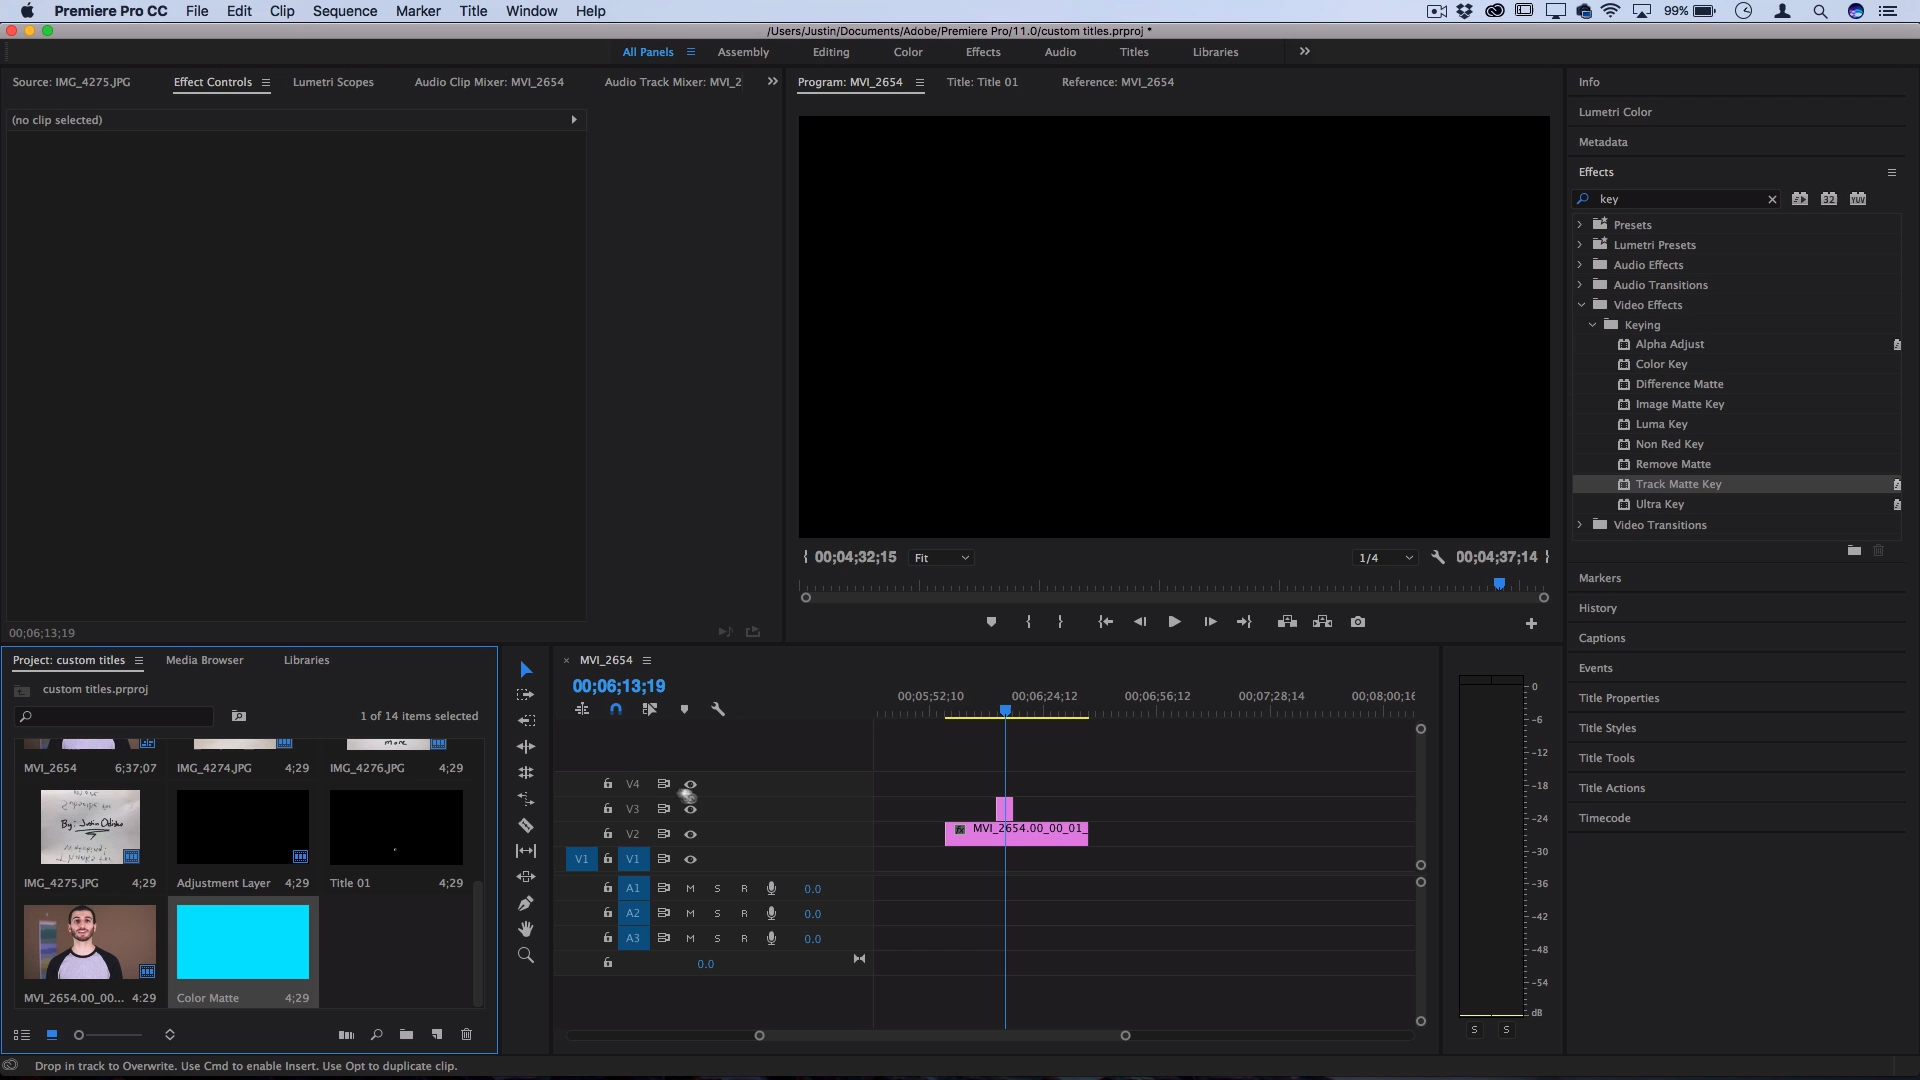 Premiere Pro CC File Edit Clip Sequence Marker Title Window Help 99%
/Users/Justin/Documents/Adobe/Premiere Pro/11.0/custom titles.prproj *
All Panels Assembly Editing Color Effects Audio Titles Libraries
Source: IMG_4275.JPG Effect Controls Lumetri Scopes Audio Clip Mixer: MVI_2654 Audio Track Mixer: MVI_2
Program: MVI_2654 Title: Title 01 Reference: MVI_2654
(no clip selected)
00;06;13;19
00;04;32;15 Fit 1/4 00;04;37;14
Info
Lumetri Color
Metadata
Effects
key
32 YUV
Presets
Lumetri Presets
Audio Effects
Audio Transitions
Video Effects
Keying
Alpha Adjust
Color Key
Difference Matte
Image Matte Key
Luma Key
Non Red Key
Remove Matte
Track Matte Key
Ultra Key
Video Transitions
Markers
History
Captions
Events
Title Properties
Title Styles
Title Tools
Title Actions
Timecode
Project: custom titles Media Browser Libraries
custom titles.prproj
1 of 14 items selected
MVI_2654 6;37;07 IMG_4274.JPG 4;29 IMG_4276.JPG 4;29
By: Justin Odisho
IMG_4275.JPG 4;29 Adjustment Layer 4;29 Title 01 4;29
MVI_2654.00_00... 4:29 Color Matte 4;29
MVI_2654
00;06;13;19
00;05;52;10 00;06;24;12 00;06;56;12 00;07;28;14 00;08;00;16
V4
V3
V2 MVI_2654.00_00_01_
V1 V1
A1 M S R 0.0
A2 M S R 0.0
A3 M S R 0.0
0.0
0
-6
-12
-18
-24
-30
-36
-42
-48
-54
dB
S S
Drop in track to Overwrite. Use Cmd to enable Insert. Use Opt to duplicate clip.